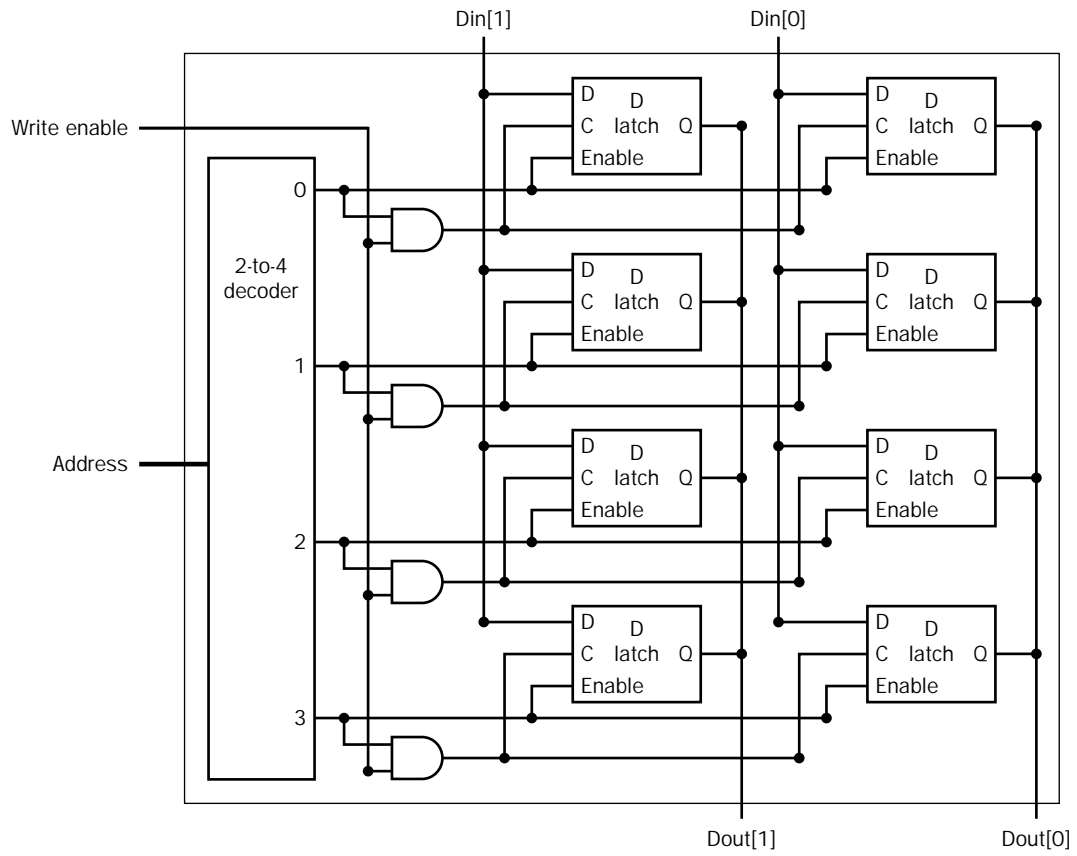 Din[1]
Din[0]
D
D
C
latch
Q
Enable
D
D
C
latch
Q
Enable
Write enable
0
2-to-4
decoder
D
D
C
latch
Q
Enable
D
D
C
latch
Q
Enable
1
Address
D
D
C
latch
Q
Enable
D
D
C
latch
Q
Enable
2
D
D
C
latch
Q
Enable
D
D
C
latch
Q
Enable
3
Dout[1]
Dout[0]